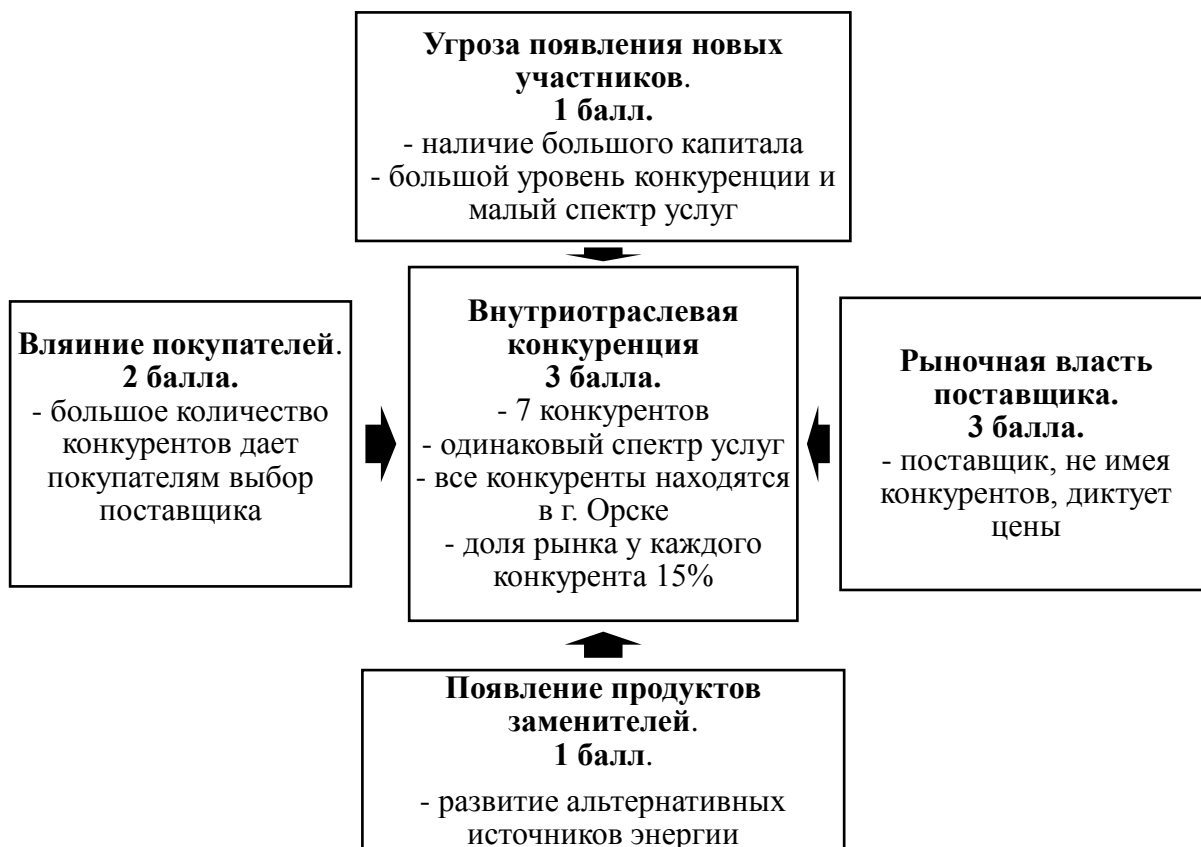 Угроза появления новых
участников.
1 балл.
- наличие большого капитала
- большой уровень конкуренции и
малый спектр услуг
Вляиние покупателей.
2 балла.
- большое количество
конкурентов дает
покупателям выбор
поставщика
Внутриотраслевая
конкуренция
3 балла.
- 7 конкурентов
- одинаковый спектр услуг
- все конкуренты находятся
в г. Орске
- доля рынка у каждого
конкурента 15%
Рыночная власть
поставщика.
3 балла.
- поставщик, не имея
конкурентов, диктует
цены
Появление продуктов
заменителей.
1 балл.
- развитие альтернативных
источников энергии